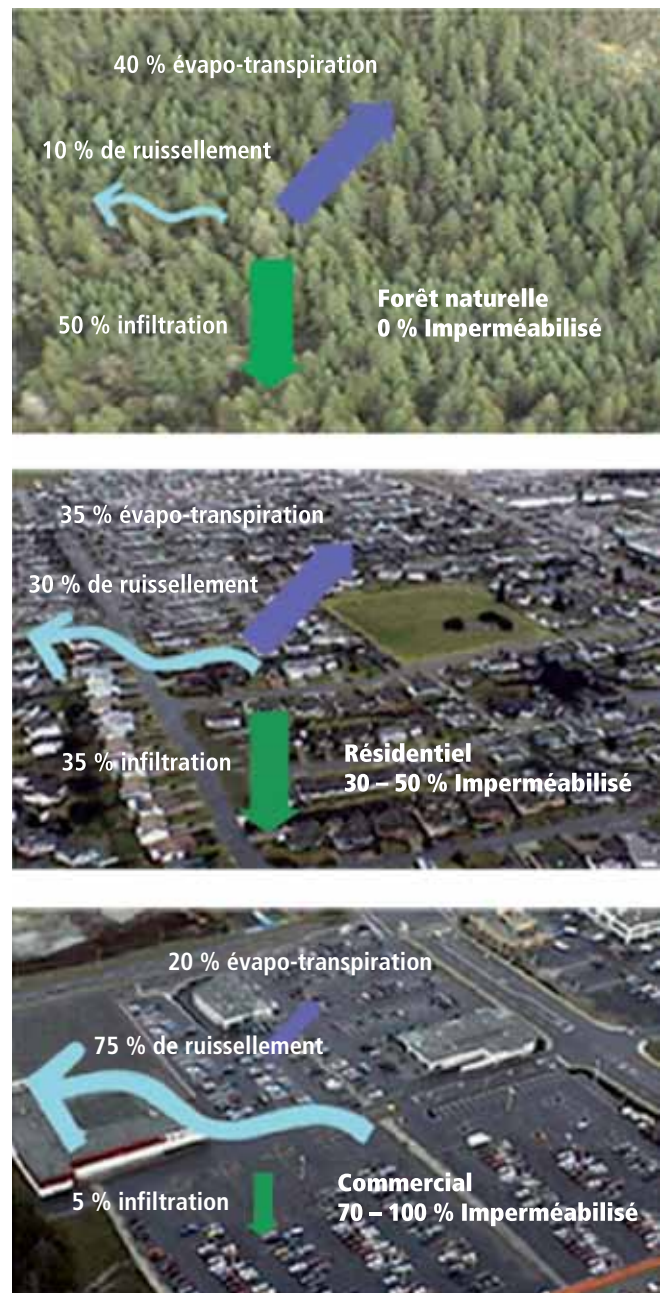 40 % évapo-transpiration
10 % de ruissellement
50 % infiltration
Forêt naturelle
0 % Imperméabilisé
35 % évapo-transpiration
30 % de ruissellement
35 % infiltration
Résidentiel
30 – 50 % Imperméabilisé
20 % évapo-transpiration
75 % de ruissellement
5 % infiltration
Commercial
70 – 100 % Imperméabilisé